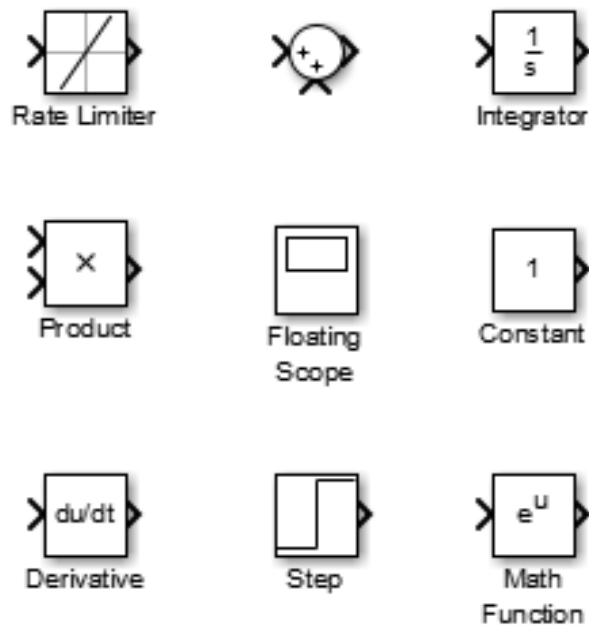 Rate Limiter
+
+
1
s
Integrator
×
Product
Floating
Scope
1
Constant
du/dt
Derivative
Step
e^u
Math
Function